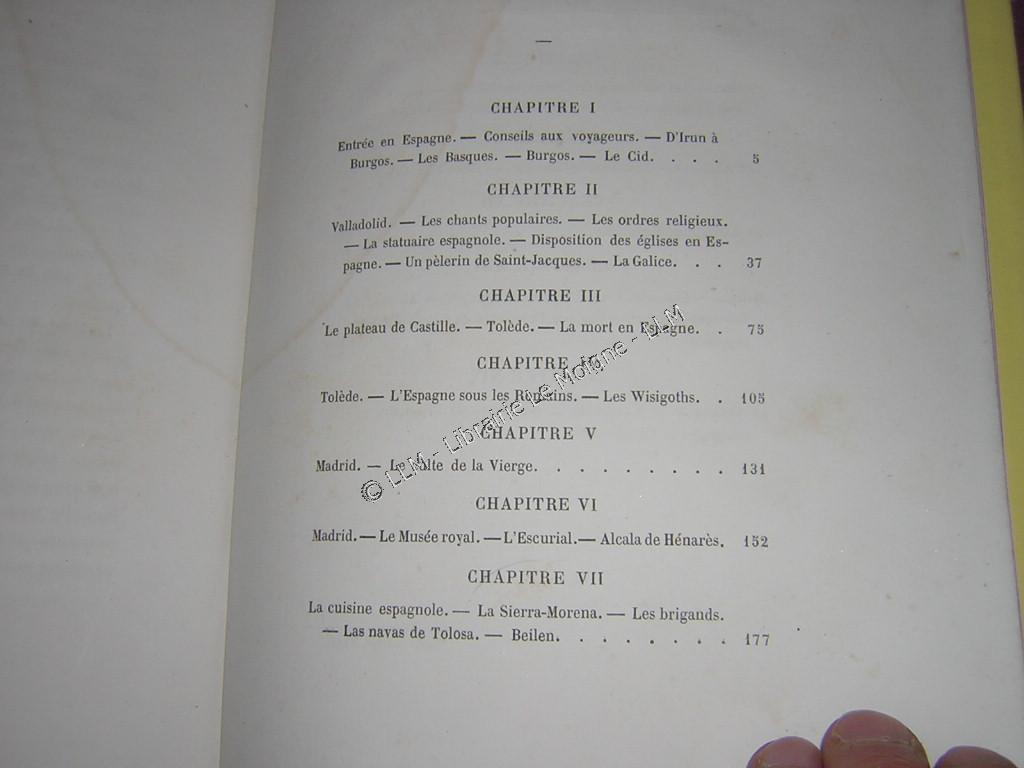 —
CHAPITRE I
Entrée en Espagne. — Conseils aux voyageurs. — D'Irun à
Burgos. — Les Basques. — Burgos. — Le Cid. . . . 5
CHAPITRE II
Valladolid. — Les chants populaires. — Les ordres religieux.
— La statuaire espagnole. — Disposition des églises en Es-
pagne. — Un pèlerin de Saint-Jacques. — La Galice. . . 37
CHAPITRE III
Le plateau de Castille. — Tolède. — La mort en Espagne. . 75
CHAPITRE IV
Tolède. — L'Espagne sous les Romains. — Les Wisigoths. . 105
CHAPITRE V
Madrid. — Le culte de la Vierge. . . . . . . . . 131
CHAPITRE VI
Madrid. — Le Musée royal. — L'Escurial. — Alcala de Hénarès. 152
CHAPITRE VII
La cuisine espagnole. — La Sierra-Morena. — Les brigands.
— Las navas de Tolosa. — Beilen. . . . . . . . 177
© LLM - Librairie Le Moigne - LLM